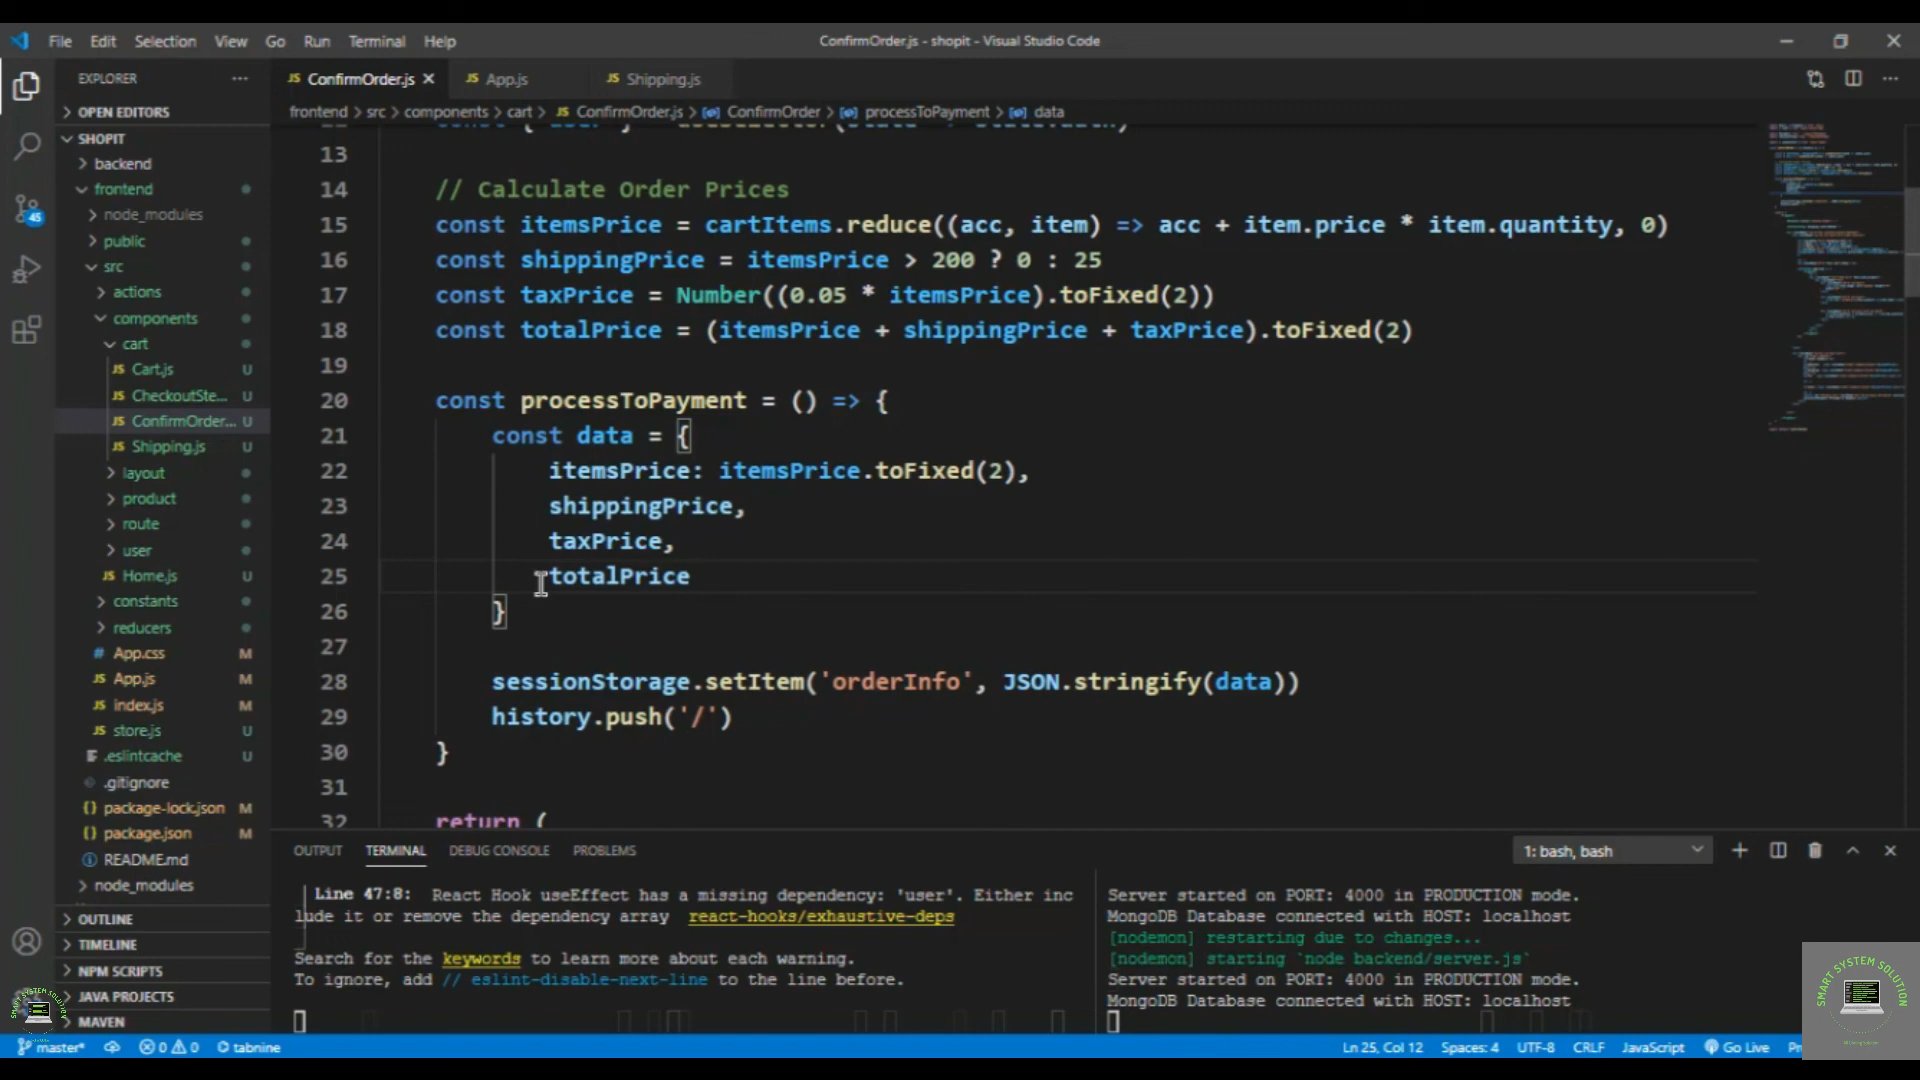 File Edit Selection View Go Run Terminal Help
ConfirmOrder.js - shopit - Visual Studio Code
EXPLORER
OPEN EDITORS
SHOPIT
backend
frontend
node_modules
public
src
actions
components
cart
Cart.js U
CheckoutSte... U
ConfirmOrder... U
Shipping.js U
layout
product
route
user
Home.js U
constants
reducers
App.css M
App.js M
index.js M
store.js U
.eslintcache U
.gitignore
package-lock.json M
package.json M
README.md
node_modules
OUTLINE
TIMELINE
NPM SCRIPTS
JAVA PROJECTS
MAVEN
45
ConfirmOrder.js App.js Shipping.js
frontend > src > components > cart > ConfirmOrder.js > ConfirmOrder > processToPayment > data
13
14 // Calculate Order Prices
15 const itemsPrice = cartItems.reduce((acc, item) => acc + item.price * item.quantity, 0)
16 const shippingPrice = itemsPrice > 200 ? 0 : 25
17 const taxPrice = Number((0.05 * itemsPrice).toFixed(2))
18 const totalPrice = (itemsPrice + shippingPrice + taxPrice).toFixed(2)
19
20 const processToPayment = () => {
21 const data = {
22 itemsPrice: itemsPrice.toFixed(2),
23 shippingPrice,
24 taxPrice,
25 totalPrice
26 }
27
28 sessionStorage.setItem('orderInfo', JSON.stringify(data))
29 history.push('/')
30 }
31
32 return (
OUTPUT TERMINAL DEBUG CONSOLE PROBLEMS
1: bash, bash
Line 47:8: React Hook useEffect has a missing dependency: 'user'. Either inc
lude it or remove the dependency array react-hooks/exhaustive-deps
Search for the keywords to learn more about each warning.
To ignore, add // eslint-disable-next-line to the line before.
Server started on PORT: 4000 in PRODUCTION mode.
MongoDB Database connected with HOST: localhost
[nodemon] restarting due to changes...
[nodemon] starting `node backend/server.js`
Server started on PORT: 4000 in PRODUCTION mode.
MongoDB Database connected with HOST: localhost
SMART SYSTEM SOLUTION
SMART SYSTEM SOLUTION
master* 0 0 tabnine
Ln 25, Col 12 Spaces: 4 UTF-8 CRLF JavaScript Go Live